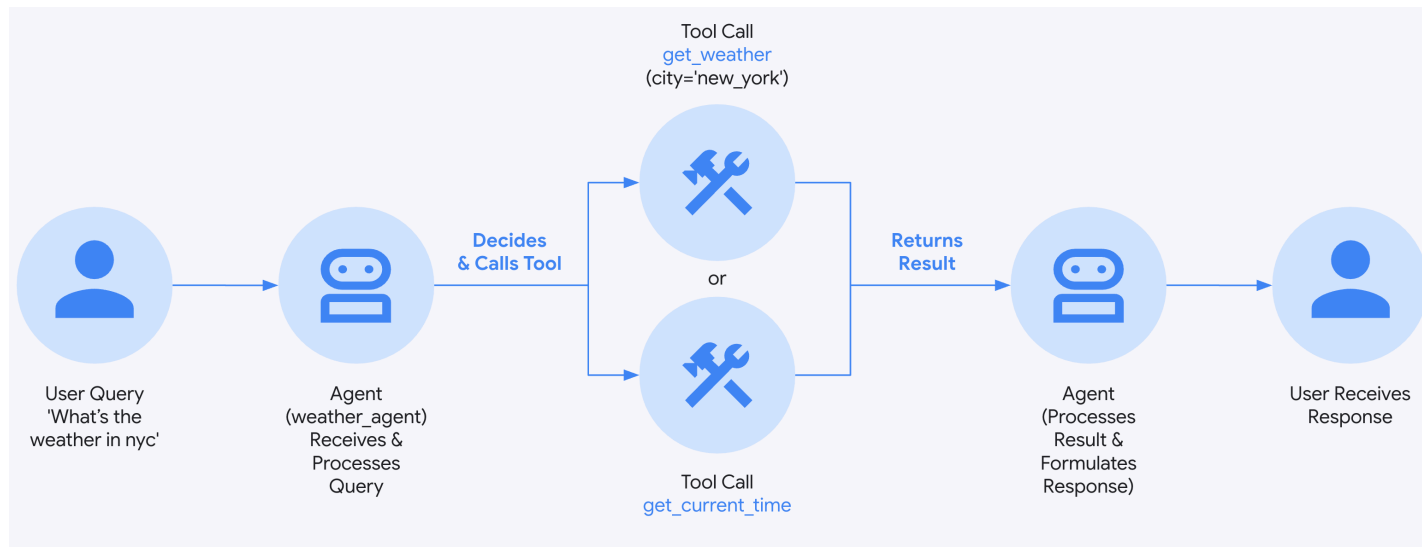 User Query
'What’s the
weather in nyc'
Agent
(weather_agent)
Receives &
Processes
Query
Decides
& Calls Tool
Tool Call
get_weather
(city='new_york')
or
Tool Call
get_current_time
Returns
Result
Agent
(Processes
Result &
Formulates
Response)
User Receives
Response